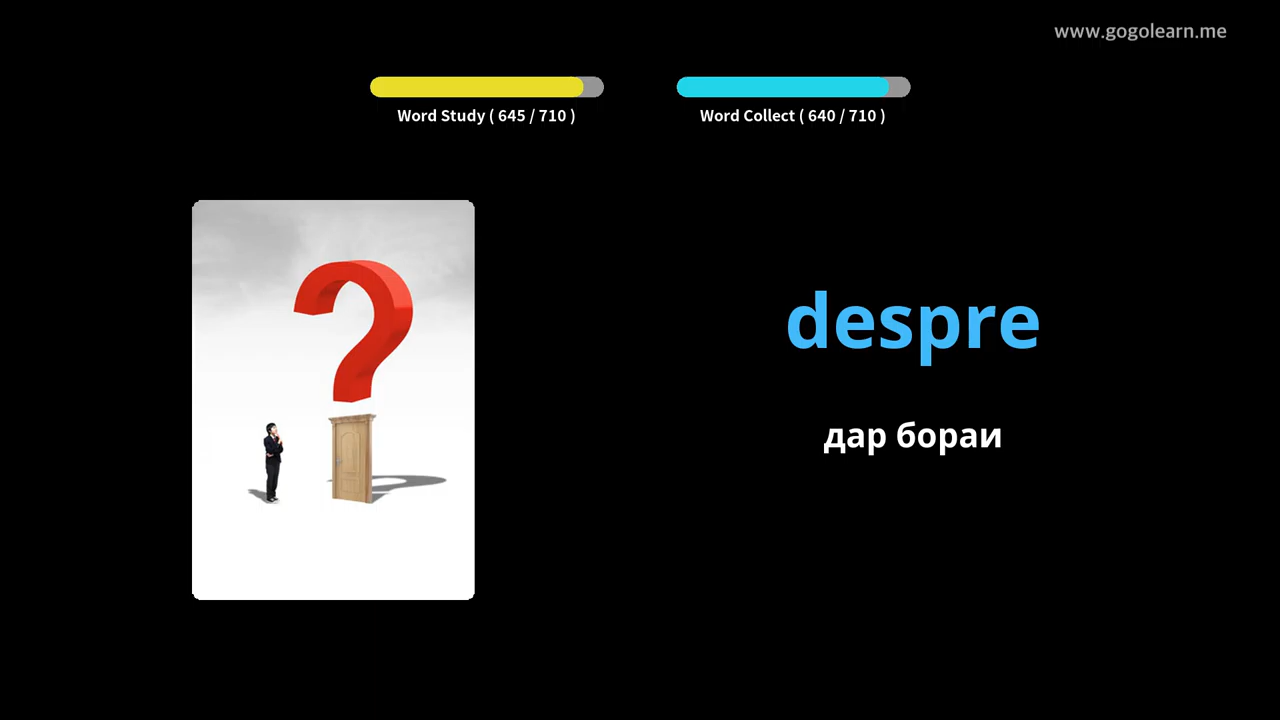 www.gogolearn.me
Word Study ( 645 / 710 )
Word Collect ( 640 / 710 )
despre
дар бораи